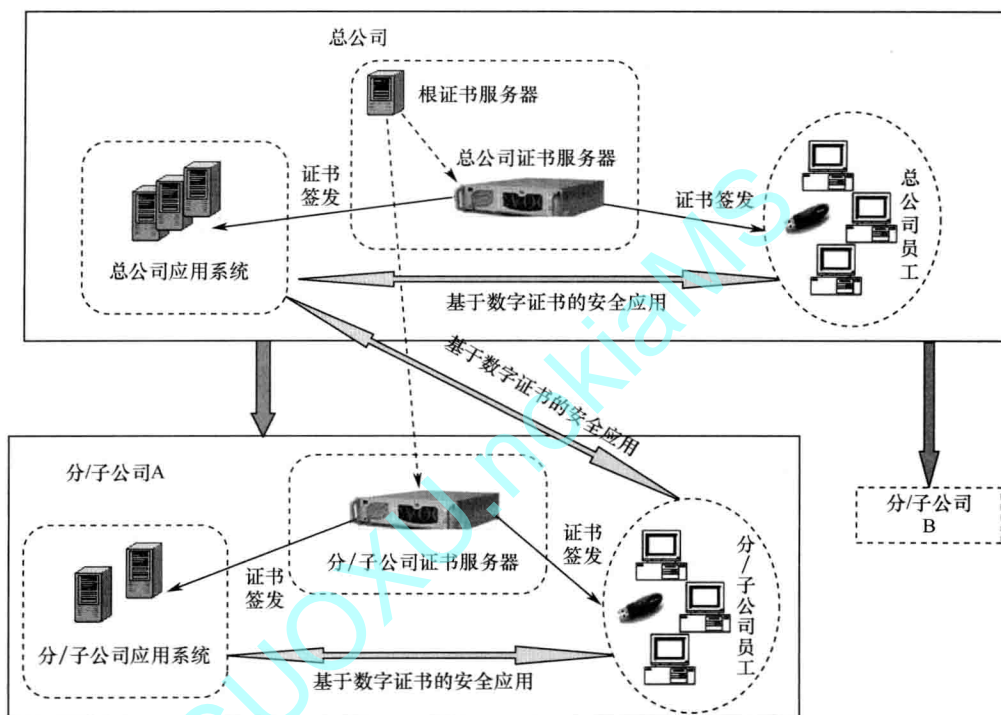 总公司
根证书服务器
总公司证书服务器
证书
签发
证书签发
总公司员工
总公司应用系统
基于数字证书的安全应用
基于数字证书的安全应用
分/子公司A
分/子公司
B
证书
签发
分/子公司证书服务器
证书
签发
分/子公司员工
分/子公司应用系统
基于数字证书的安全应用
UOXU.nckiaMS